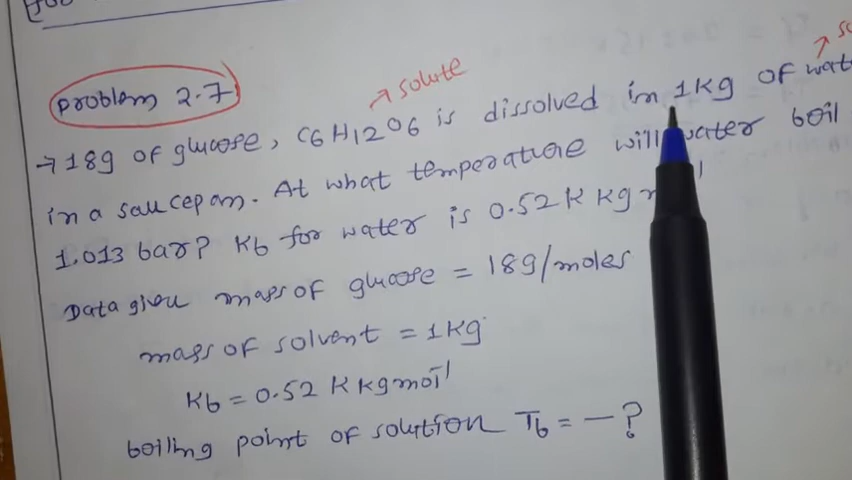 Problem 2.7
→ solute
→ 18g of glucose, C6H12O6 is dissolved in 1Kg of wat
in a saucepan. At what temperature will water boil
1.013 bar? Kb for water is 0.52 K Kg
Data given mass of glucose = 18g/moles
mass of solvent = 1Kg
Kb = 0.52 K Kg mol-1
boiling point of solution Tb = — ?